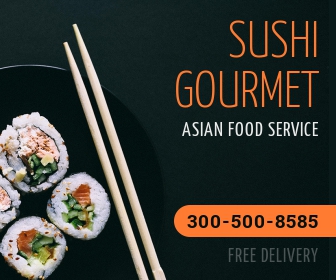 SUSHI
GOURMET
ASIAN FOOD SERVICE
300-500-8585
FREE DELIVERY